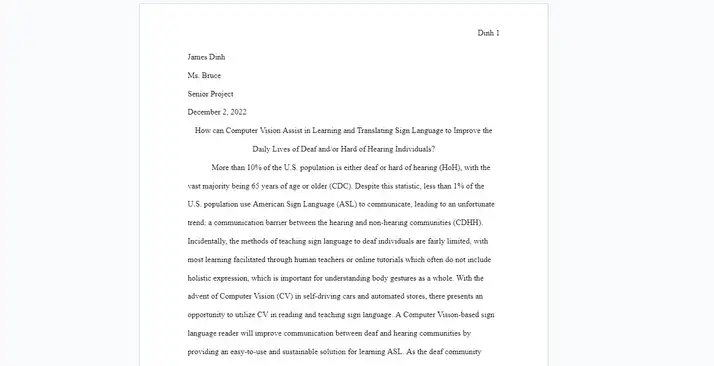 Dinh 1
James Dinh
Ms. Bruce
Senior Project
December 2, 2022
How can Computer Vision Assist in Learning and Translating Sign Language to Improve the
Daily Lives of Deaf and/or Hard of Hearing Individuals?
More than 10% of the U.S. population is either deaf or hard of hearing (HoH), with the
vast majority being 65 years of age or older (CDC). Despite this statistic, less than 1% of the
U.S. population use American Sign Language (ASL) to communicate, leading to an unfortunate
trend: a communication barrier between the hearing and non-hearing communities (CDHH).
Incidentally, the methods of teaching sign language to deaf individuals are fairly limited, with
most learning facilitated through human teachers or online tutorials which often do not include
holistic expression, which is important for understanding body gestures as a whole. With the
advent of Computer Vision (CV) in self-driving cars and automated stores, there presents an
opportunity to utilize CV in reading and teaching sign language. A Computer Vision-based sign
language reader will improve communication between deaf and hearing communities by
providing an easy-to-use and sustainable solution for learning ASL. As the deaf community